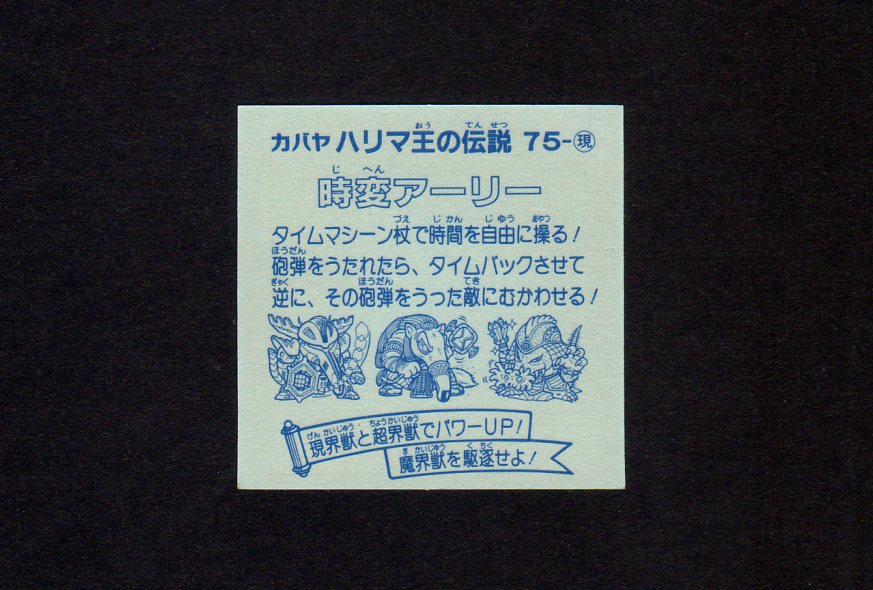 カバヤ ハリマ王の伝説 75-㊝
時変アーリー
タイムマシーン杖で時間を自由に操る!
砲弾をうたれたら、タイムバックさせて
逆に、その砲弾をうった敵にむかわせる!
現界獣と超界獣でパワーUP!
魔界獣を駆逐せよ!